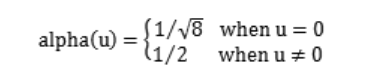 alpha(u) = {1/√8 when u = 0
1/2 when u ≠ 0